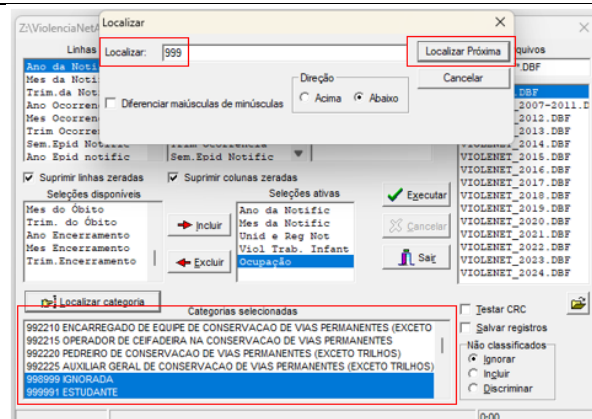 Z:\ViolenciaNet
Localizar
Linhas
Localizar: 999
Localizar Próxima
Cancelar
Direção
Diferenciar maiúsculas de minúsculas
Acima
Abaixo
quivos
*.DBF
Ano da Noti
Mes da Noti
Trim.da Not
Ano Ocorren
Mes Ocorren
Trim Ocorre
Sem.Epid Notific
Ano Epid notific
Trim Ocorrencia
Sem.Epid Notific
.DBF
_2007-2011.D
_2012.DBF
_2013.DBF
VIOLENET_2014.DBF
VIOLENET_2015.DBF
VIOLENET_2016.DBF
VIOLENET_2017.DBF
VIOLENET_2018.DBF
VIOLENET_2019.DBF
VIOLENET_2020.DBF
VIOLENET_2021.DBF
VIOLENET_2022.DBF
VIOLENET_2023.DBF
VIOLENET_2024.DBF
Suprimir linhas zeradas
Suprimir colunas zeradas
Seleções disponíveis
Mes do Óbito
Trim. do Óbito
Ano Encerramento
Mes Encerramento
Trim.Encerramento
Incluir
Excluir
Seleções ativas
Ano da Notific
Mes da Notific
Unid e Reg Not
Viol Trab. Infant
Ocupação
Executar
Cancelar
Sair
Localizar categoria
Categorias selecionadas
992210 ENCARREGADO DE EQUIPE DE CONSERVACAO DE VIAS PERMANENTES (EXCETO
992215 OPERADOR DE CEIFADEIRA NA CONSERVACAO DE VIAS PERMANENTES
992220 PEDREIRO DE CONSERVACAO DE VIAS PERMANENTES (EXCETO TRILHOS)
992225 AUXILIAR GERAL DE CONSERVACAO DE VIAS PERMANENTES (EXCETO TRILHOS)
998999 IGNORADA
999991 ESTUDANTE
Testar CRC
Salvar registros
Não classificados
Ignorar
Incluir
Discriminar
0:00